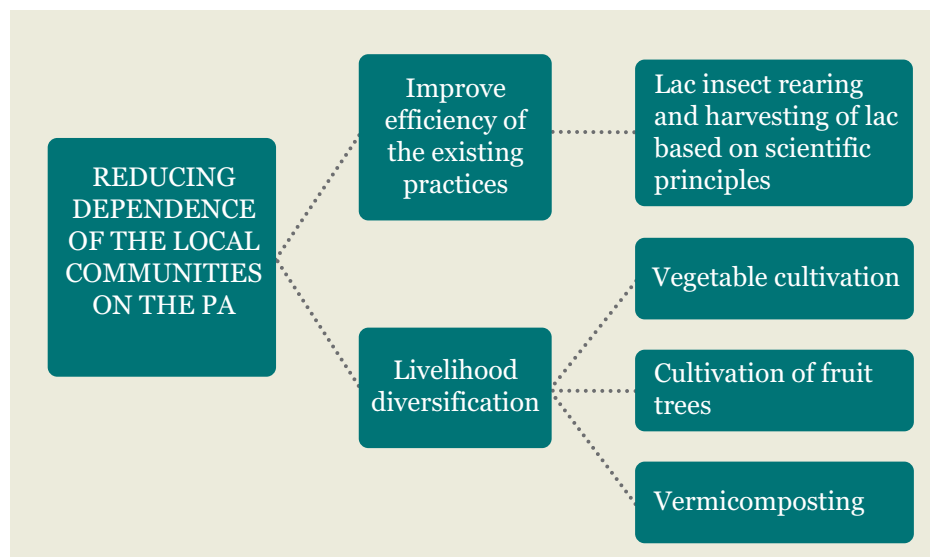 REDUCING
DEPENDENCE
OF THE LOCAL
COMMUNITIES
ON THE PA
Improve
efficiency of
the existing
practices
Lac insect rearing
and harvesting of lac
based on scientific
principles
Livelihood
diversification
Vegetable cultivation
Cultivation of fruit
trees
Vermicomposting